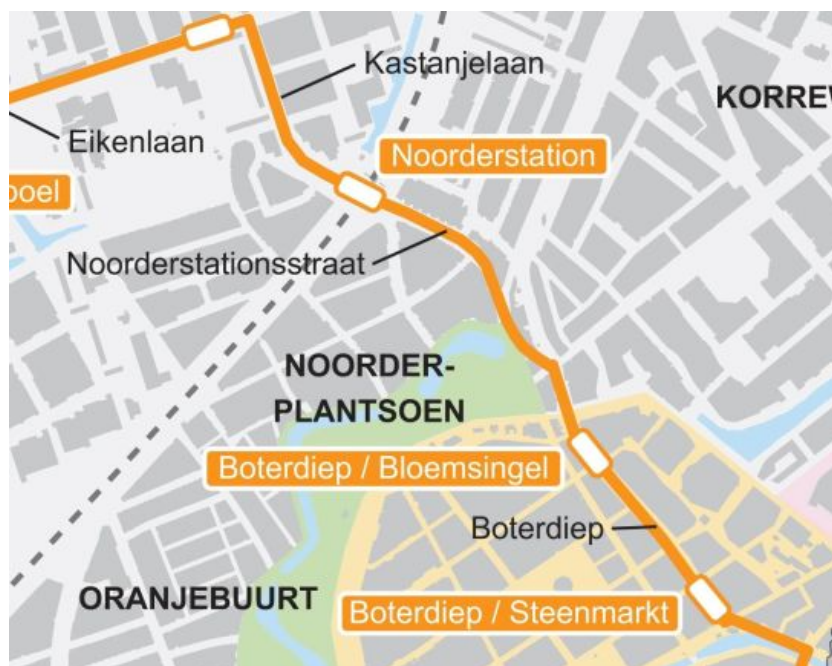 Kastanjelaan
KORREW
Eikenlaan
Noorderstation
oel
Noorderstationsstraat
NOORDER-
PLANTSOEN
Boterdiep / Bloemsingel
Boterdiep
ORANJEBUURT
Boterdiep / Steenmarkt